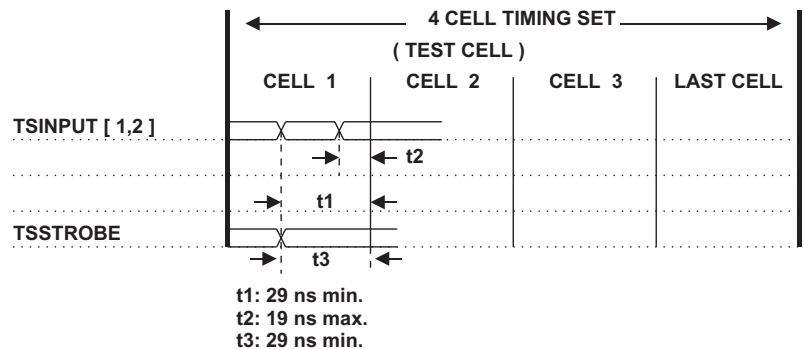 4 CELL TIMING SET
( TEST CELL )
CELL 1 CELL 2 CELL 3 LAST CELL
TSINPUT [ 1,2 ]
t2
t1
TSSTROBE
t3
t1: 29 ns min.
t2: 19 ns max.
t3: 29 ns min.